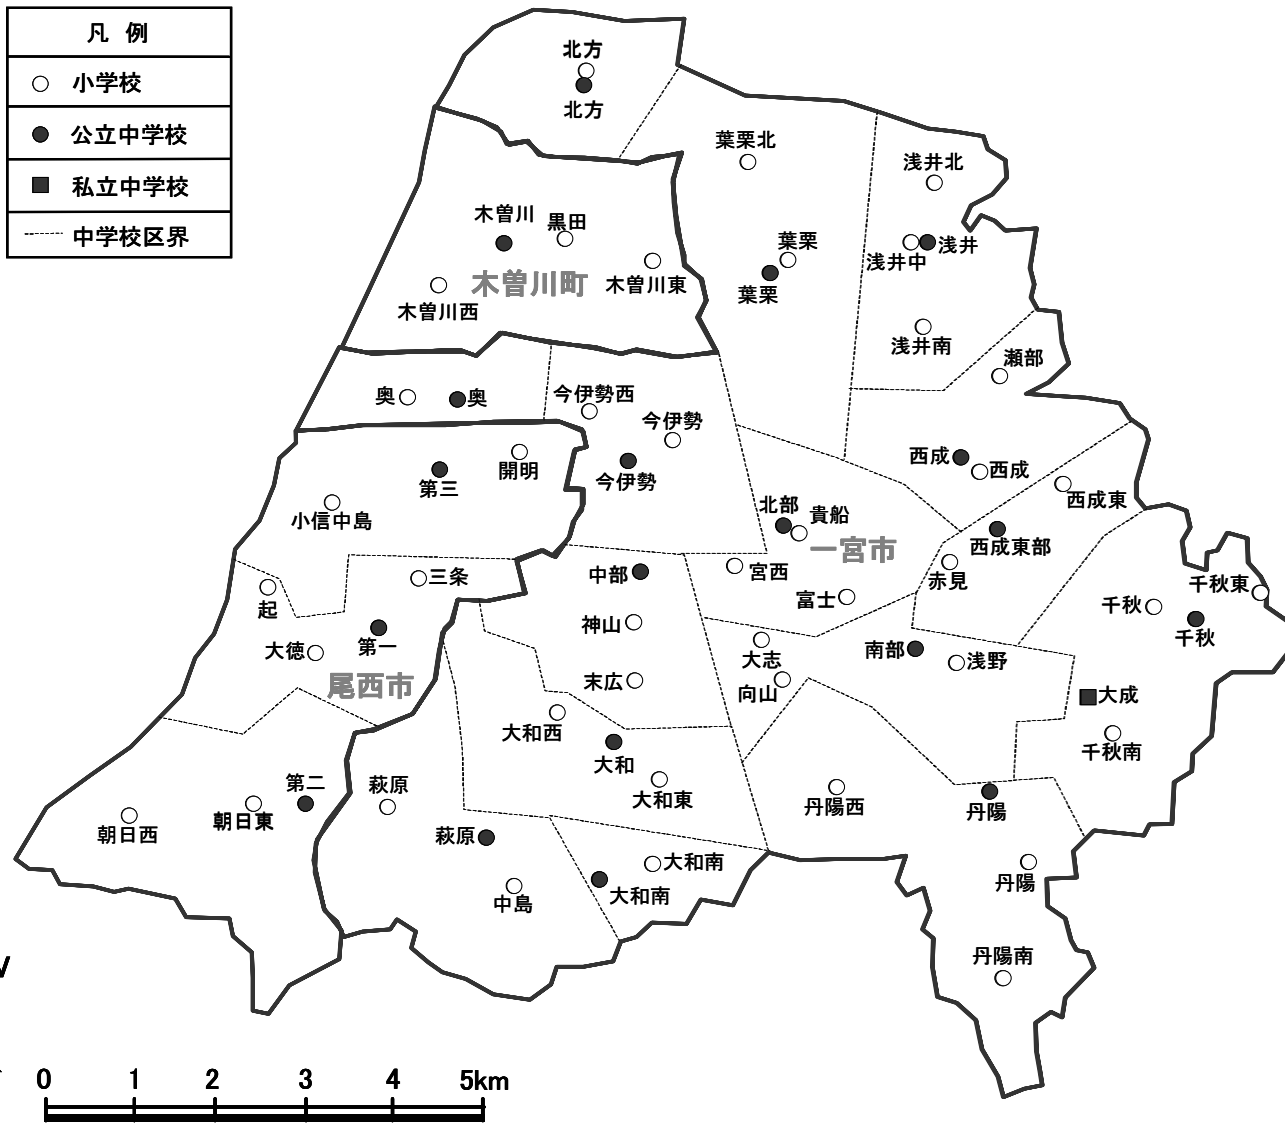 凡 例
小学校
公立中学校
私立中学校
中学校区界
北方
北方
葉栗北
浅井北
木曽川
黒田
葉栗
浅井中
浅井
木曽川町
木曽川東
葉栗
木曽川西
浅井南
瀬部
奥
奥
今伊勢西
今伊勢
西成
西成
開明
第三
今伊勢
西成東
小信中島
北部
貴船
一宮市
西成東部
宮西
赤見
千秋東
三条
中部
起
富士
千秋
千秋
神山
大徳
第一
大志
南部
浅野
尾西市
末広
向山
大成
大和西
千秋南
大和
第二
萩原
大和東
丹陽西
丹陽
朝日西
朝日東
萩原
大和南
大和南
丹陽
中島
丹陽南
0 1 2 3 4 5km